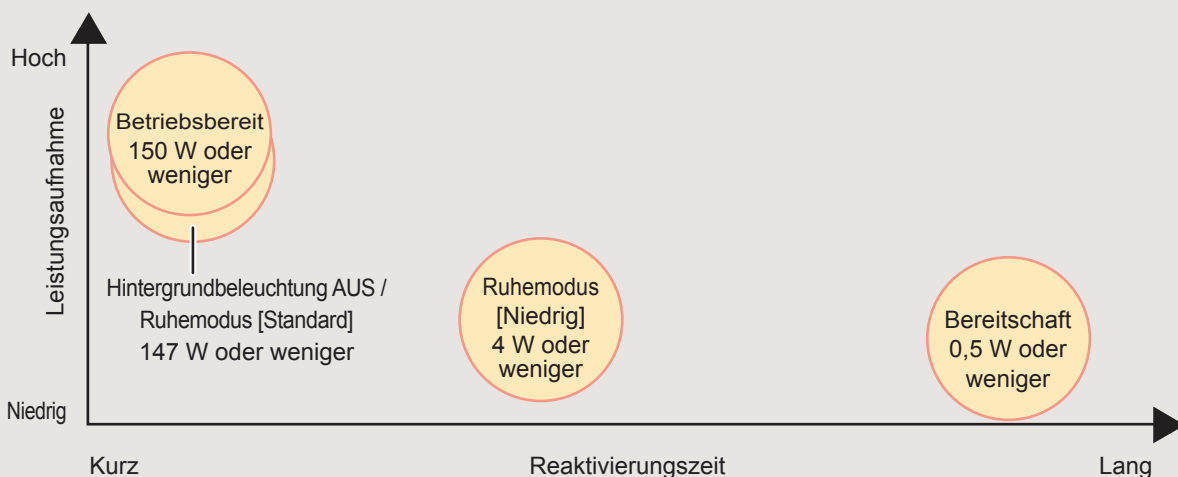 Hoch
Leistungsaufnahme
Betriebsbereit
150 W oder
weniger
Hintergrundbeleuchtung AUS /
Ruhemodus [Standard]
147 W oder weniger
Ruhemodus
[Niedrig]
4 W oder
weniger
Bereitschaft
0,5 W oder
weniger
Niedrig
Kurz
Reaktivierungszeit
Lang